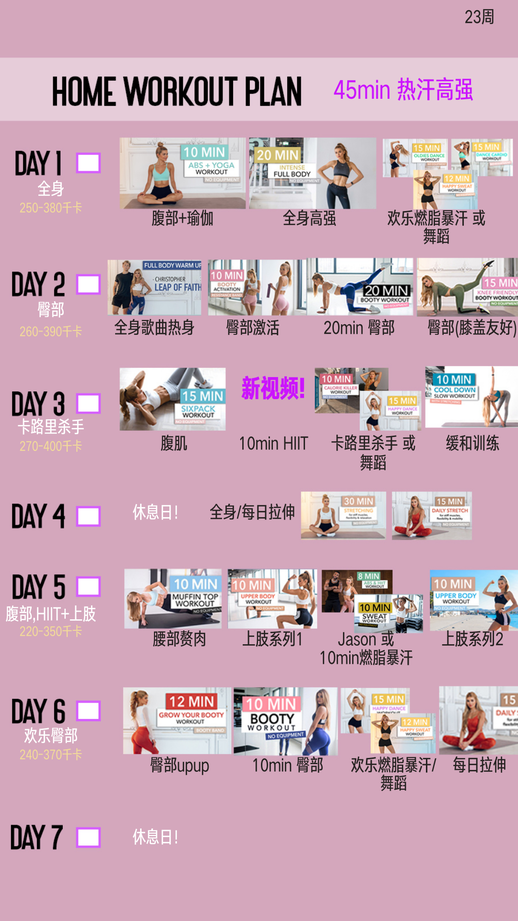 23周
HOME WORKOUT PLAN 45min 热汗高强
DAY 1
全身
250-380千卡
10 MIN
ABS + YOGA
WORKOUT
腹部+瑜伽
20 MIN
INTENSE
FULL BODY
WORKOUT
全身高强
15 MIN
DANCE WORKOUT
15 MIN
12 MIN
HAPPY SWEAT
WORKOUT
欢乐燃脂暴汗 或
舞蹈
DAY 2
臀部
260-390千卡
FULL BODY WARM UP
CHRISTOPHER
LEAP OF FAITH
全身歌曲热身
10 MIN
BOOTY
ACTIVATION
臀部激活
20 MIN
BOOTY WORKOUT
NO EQUIPMENT
20min 臀部
15 MIN
KNEE FRIENDLY
BOOTY WORKOUT
臀部(膝盖友好)
DAY 3
卡路里杀手
270-400千卡
15 MIN
SIXPACK
WORKOUT
NO EQUIPMENT
腹肌
新视频!
10min HIIT
10 MIN
CALORIE KILLER
WORKOUT
15 MIN
HAPPY DANCE
WORKOUT
卡路里杀手 或
舞蹈
10 MIN
COOL DOWN
SLOW WORKOUT
缓和训练
DAY 4
休息日!
全身/每日拉伸
30 MIN
STRETCHING
15 MIN
DAILY STRETCH
DAY 5
腹部,HIIT+上肢
220-350千卡
10 MIN
MUFFIN TOP
WORKOUT
NO EQUIPMENT
腰部赘肉
10 MIN
UPPER BODY
WORKOUT
上肢系列1
8 MIN
10 MIN
SWEAT
WORKOUT
Jason 或
10min燃脂暴汗
10 MIN
UPPER BODY
WORKOUT
NO EQUIPMENT
上肢系列2
DAY 6
欢乐臀部
240-370千卡
12 MIN
GROW YOUR BOOTY
WORKOUT
BOOTY BAND
臀部upup
10 MIN
BOOTY
WORKOUT
NO EQUIPMENT
10min 臀部
15 MIN
HAPPY DANCE
WORKOUT
12 MIN
HAPPY SWEAT
WORKOUT
欢乐燃脂暴汗/
舞蹈
15
DAILY S
每日拉伸
DAY 7
休息日!